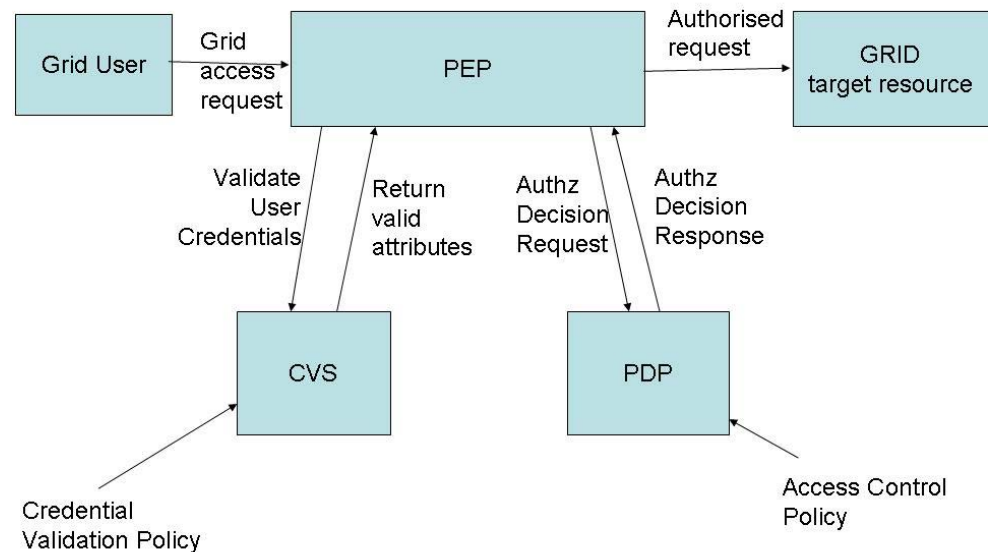 Grid User
Grid
access
request
PEP
Authorised
request
GRID
target resource
Validate
User
Credentials
Return
valid
attributes
Authz
Decision
Request
Authz
Decision
Response
CVS
PDP
Credential
Validation Policy
Access Control
Policy